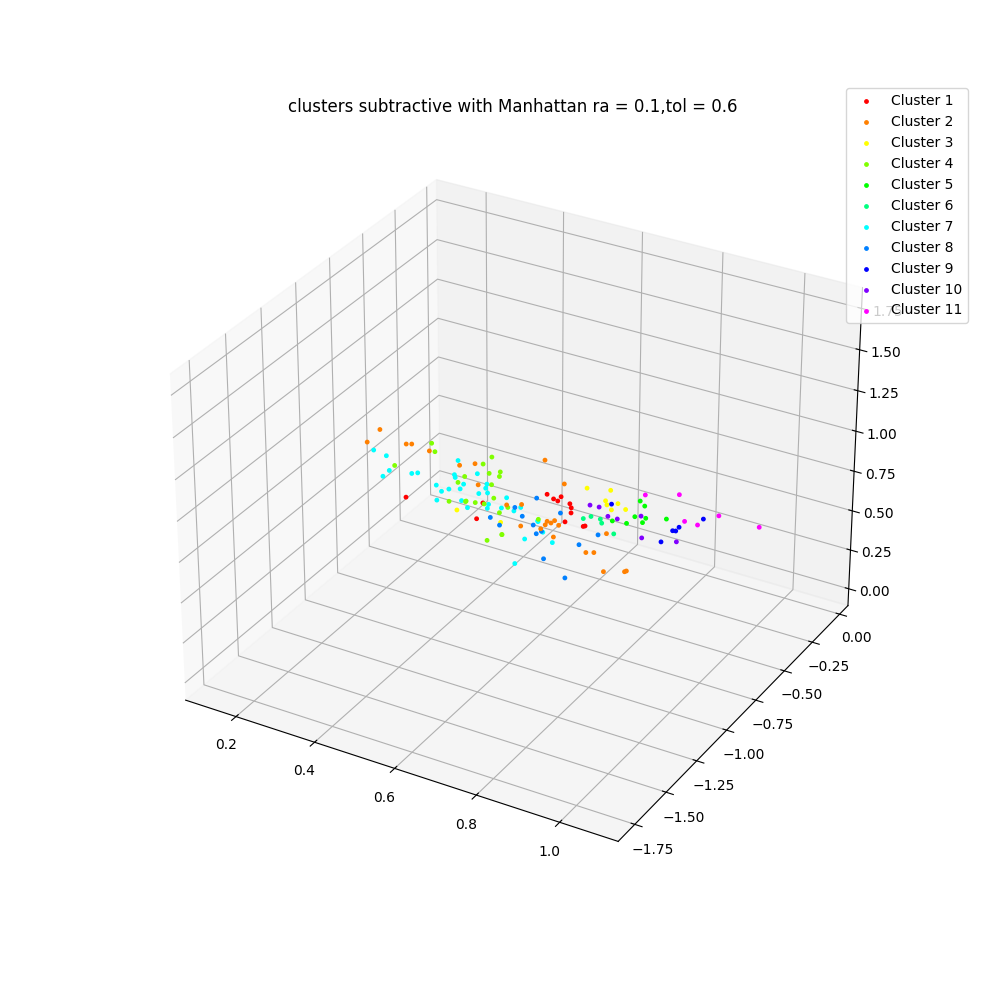 clusters subtractive with Manhattan ra = 0.1,tol = 0.6
Cluster 1
Cluster 2
Cluster 3
Cluster 4
Cluster 5
Cluster 6
Cluster 7
Cluster 8
Cluster 9
Cluster 10
Cluster 11
1.75
1.50
1.25
1.00
0.75
0.50
0.25
0.00
0.00
−0.25
−0.50
−0.75
−1.00
−1.25
−1.50
−1.75
0.2
0.4
0.6
0.8
1.0